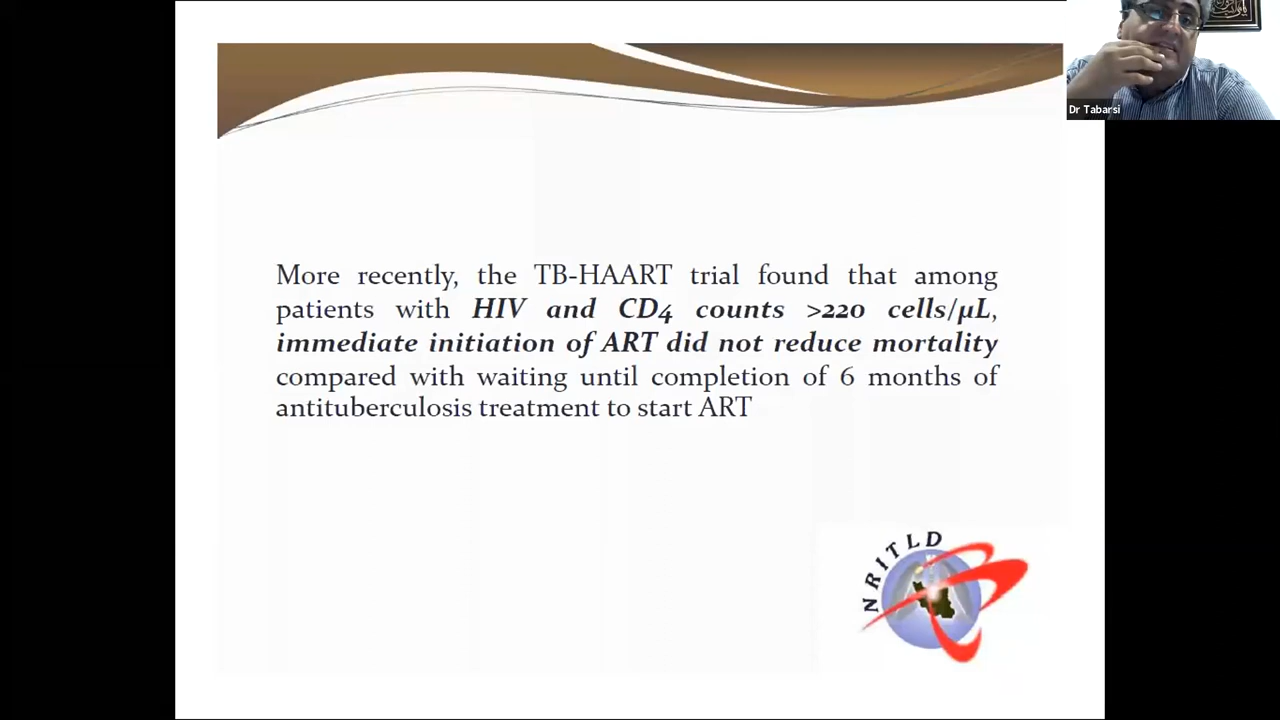 Dr Tabarsi
More recently, the TB-HAART trial found that among
patients with HIV and CD4 counts >220 cells/μL,
immediate initiation of ART did not reduce mortality
compared with waiting until completion of 6 months of
antituberculosis treatment to start ART
NRITLD